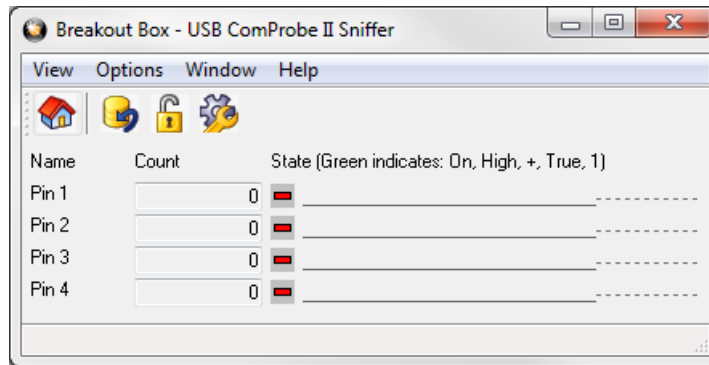 Breakout Box - USB ComProbe II Sniffer
View Options Window Help
Name Count State (Green indicates: On, High, +, True, 1)
Pin 1 0
Pin 2 0
Pin 3 0
Pin 4 0